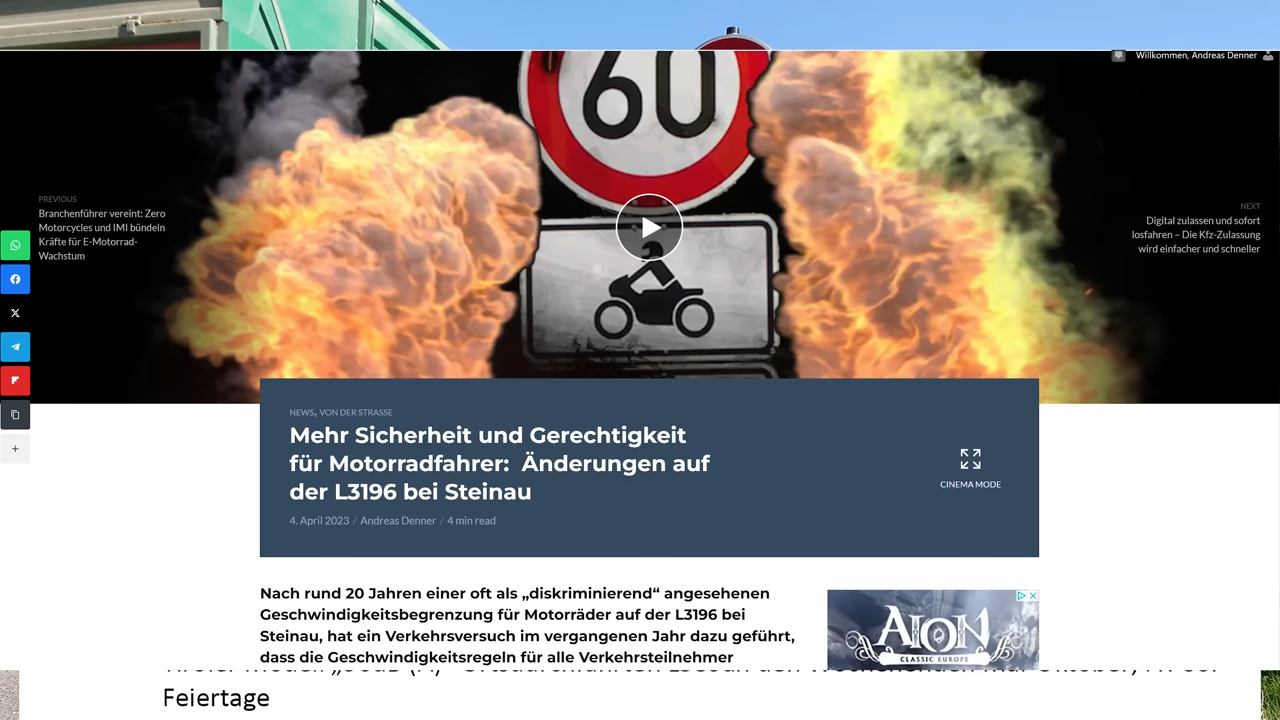 Willkommen, Andreas Denner
60
PREVIOUS
Branchenführer vereint: Zero
Motorcycles und IMI bündeln
Kräfte für E-Motorrad-
Wachstum
NEXT
Digital zulassen und sofort
losfahren – Die Kfz-Zulassung
wird einfacher und schneller
NEWS, VON DER STRASSE
Mehr Sicherheit und Gerechtigkeit
für Motorradfahrer: Änderungen auf
der L3196 bei Steinau
4. April 2023 / Andreas Denner / 4 min read
CINEMA MODE
Nach rund 20 Jahren einer oft als „diskriminierend“ angesehenen
Geschwindigkeitsbegrenzung für Motorräder auf der L3196 bei
Steinau, hat ein Verkehrsversuch im vergangenen Jahr dazu geführt,
dass die Geschwindigkeitsregeln für alle Verkehrsteilnehmer
AION
CLASSIC EUROPE
Feiertage